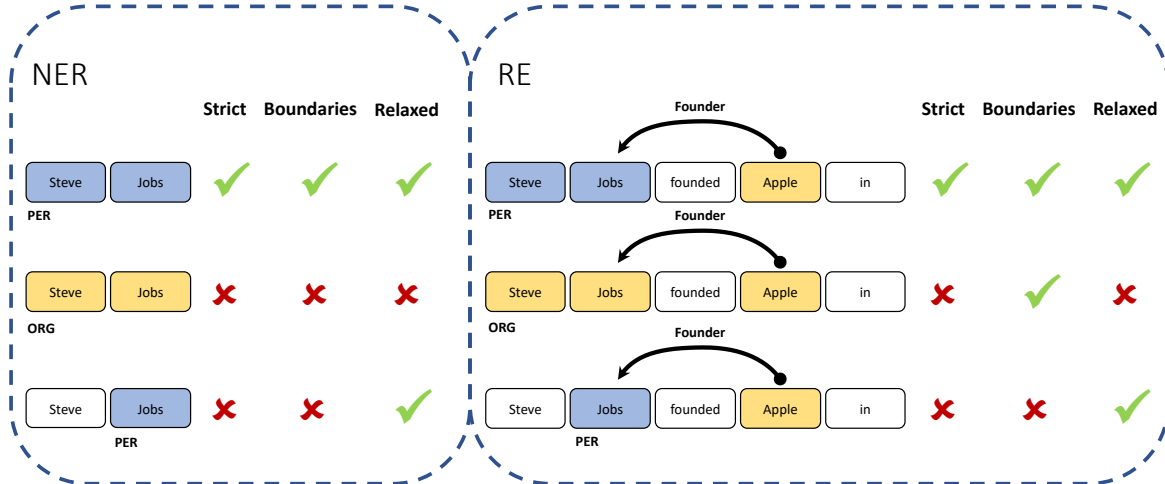 NER
Strict Boundaries Relaxed
Steve Jobs
PER
Steve Jobs
ORG
Steve Jobs
PER
RE
Strict Boundaries Relaxed
Founder
Steve Jobs founded Apple in
PER
Founder
Steve Jobs founded Apple in
ORG
Founder
Steve Jobs founded Apple in
PER